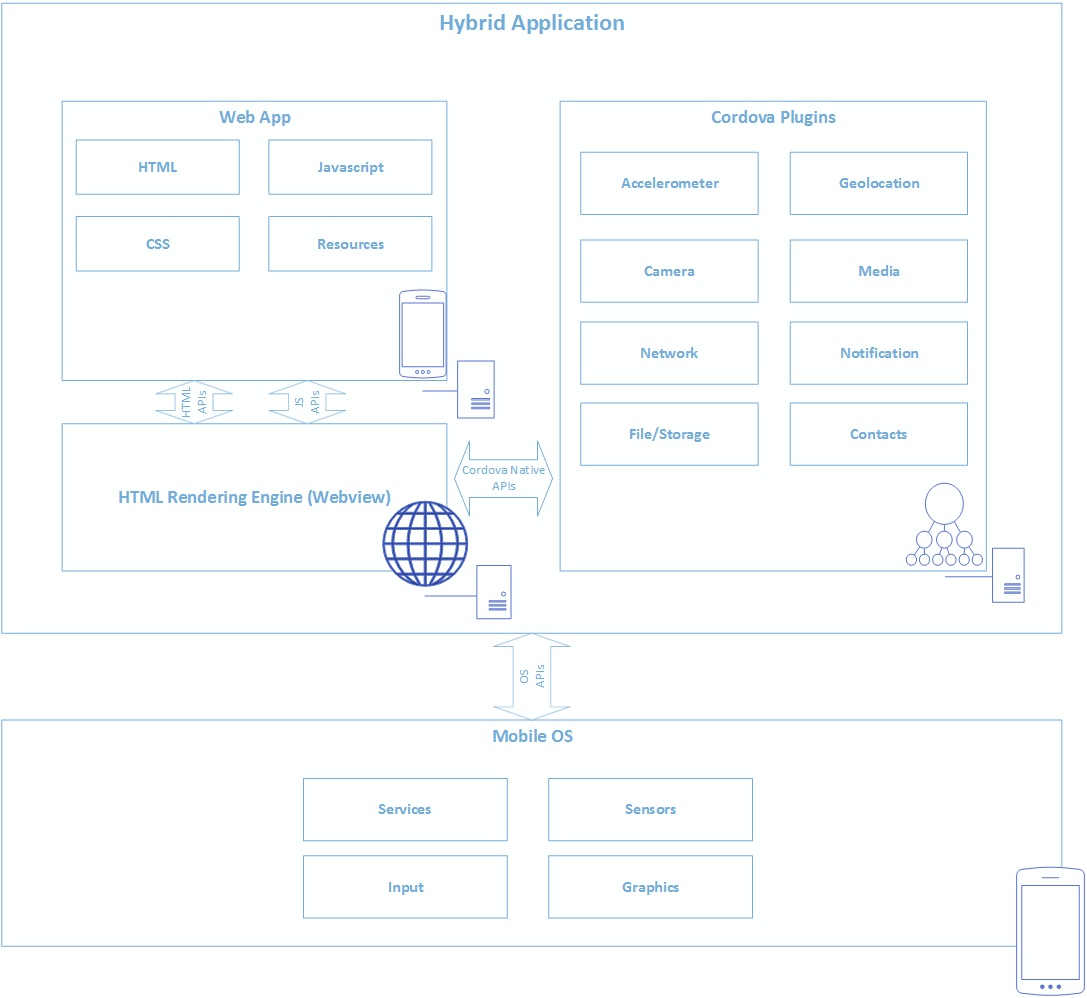 Hybrid Application
Web App
HTML
Javascript
CSS
Resources
HTML
APIs
JS
APIs
HTML Rendering Engine (Webview)
Cordova Native
APIs
Cordova Plugins
Accelerometer
Geolocation
Camera
Media
Network
Notification
File/Storage
Contacts
OS
APIs
Mobile OS
Services
Sensors
Input
Graphics